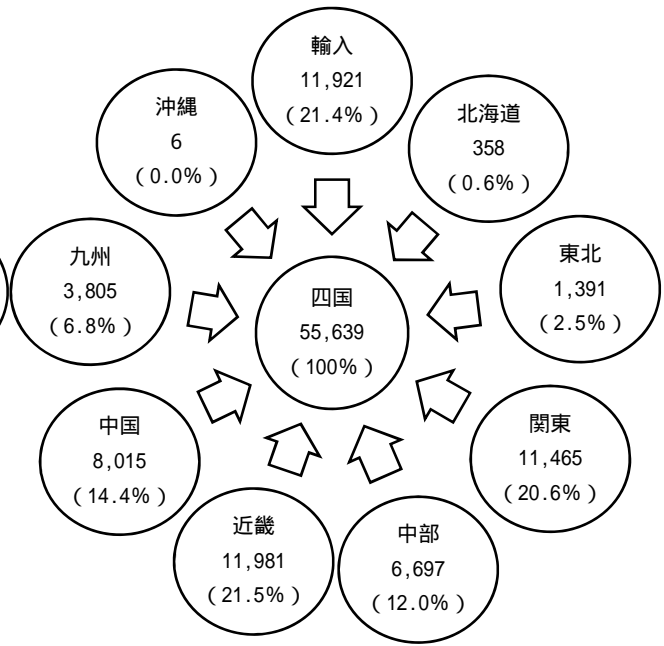 輸入
11,921
(21.4%)
沖縄
6
(0.0%)
北海道
358
(0.6%)
九州
3,805
(6.8%)
四国
55,639
(100%)
東北
1,391
(2.5%)
中国
8,015
(14.4%)
関東
11,465
(20.6%)
近畿
11,981
(21.5%)
中部
6,697
(12.0%)